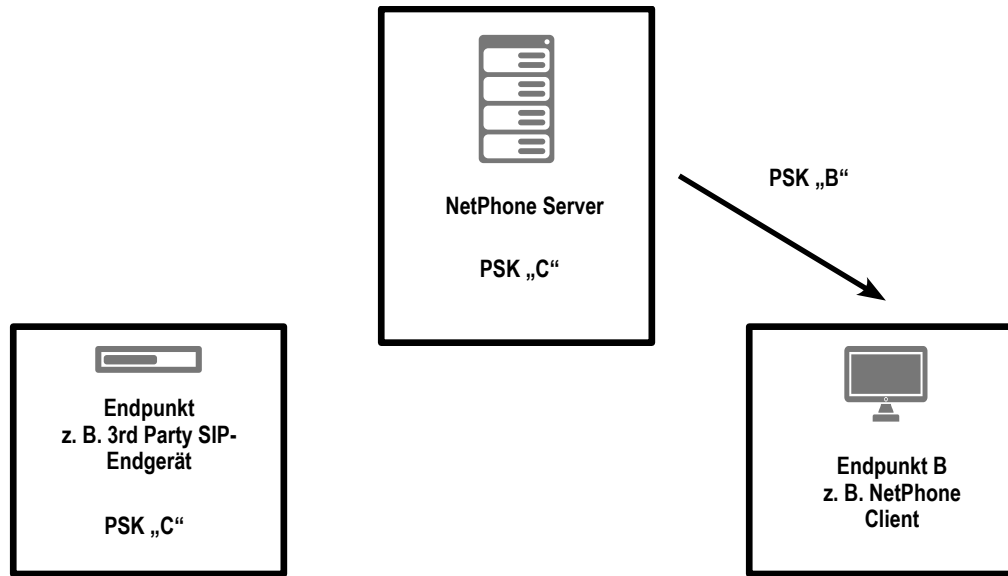 NetPhone Server
PSK „C“
PSK „B“
Endpunkt
z. B. 3rd Party SIP-
Endgerät
PSK „C“
Endpunkt B
z. B. NetPhone
Client